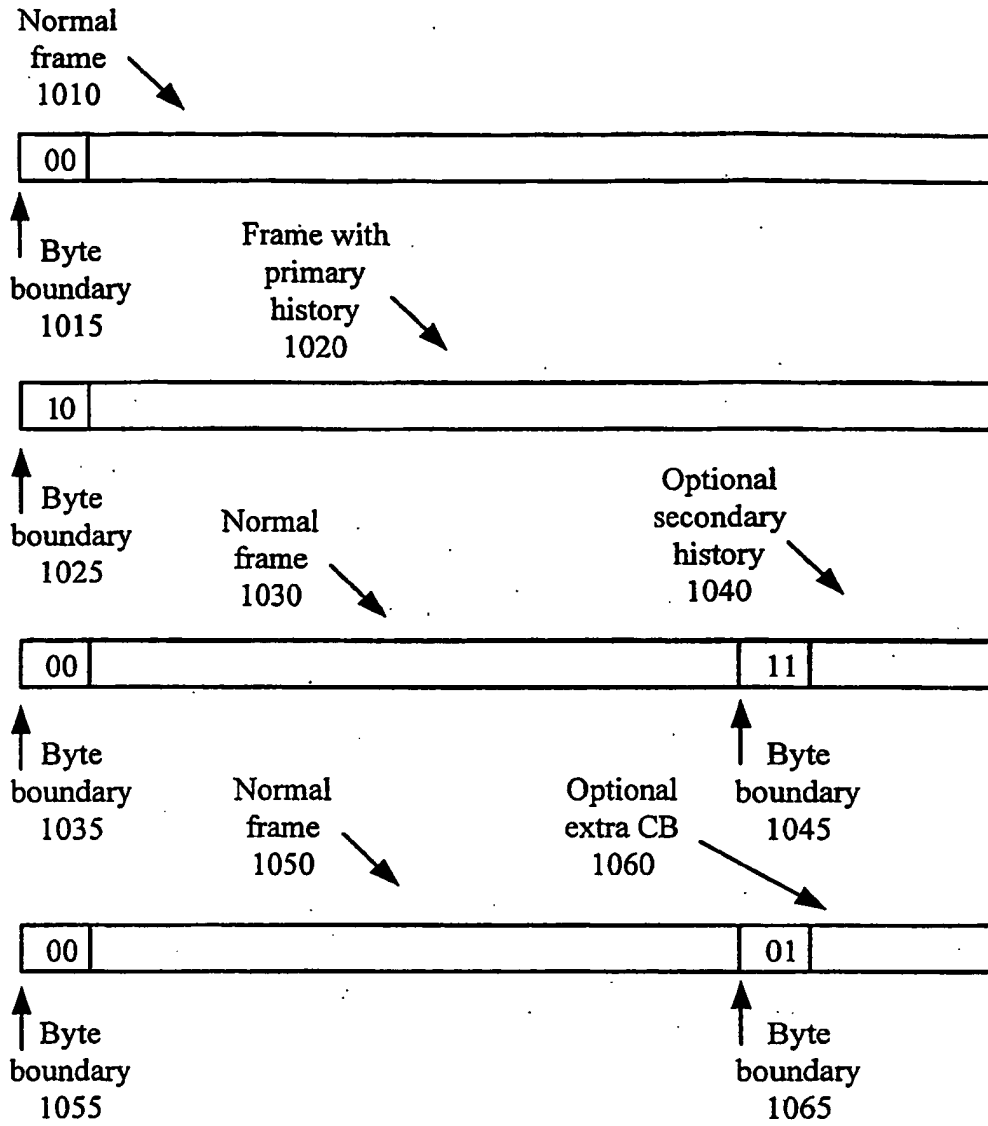 Normal
frame
1010
00
Byte
boundary
1015
Frame with
primary
history
1020
10
Byte
boundary
1025
Normal
frame
1030
Optional
secondary
history
1040
00
11
Byte
boundary
1035
Byte
boundary
1045
Normal
frame
1050
Optional
extra CB
1060
00
01
Byte
boundary
1055
Byte
boundary
1065